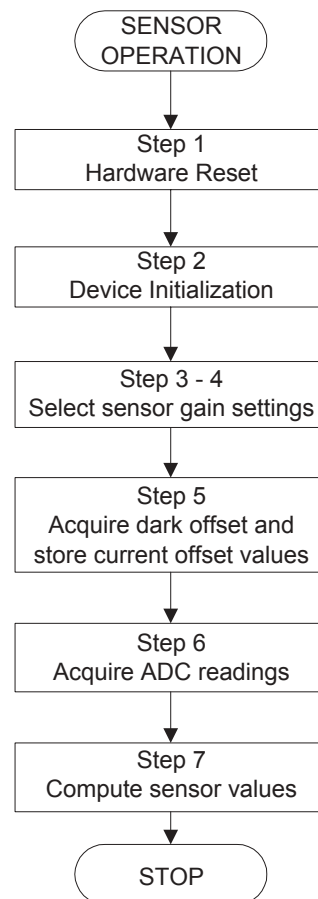 SENSOR
OPERATION
Step 1
Hardware Reset
Step 2
Device Initialization
Step 3 - 4
Select sensor gain settings
Step 5
Acquire dark offset and
store current offset values
Step 6
Acquire ADC readings
Step 7
Compute sensor values
STOP